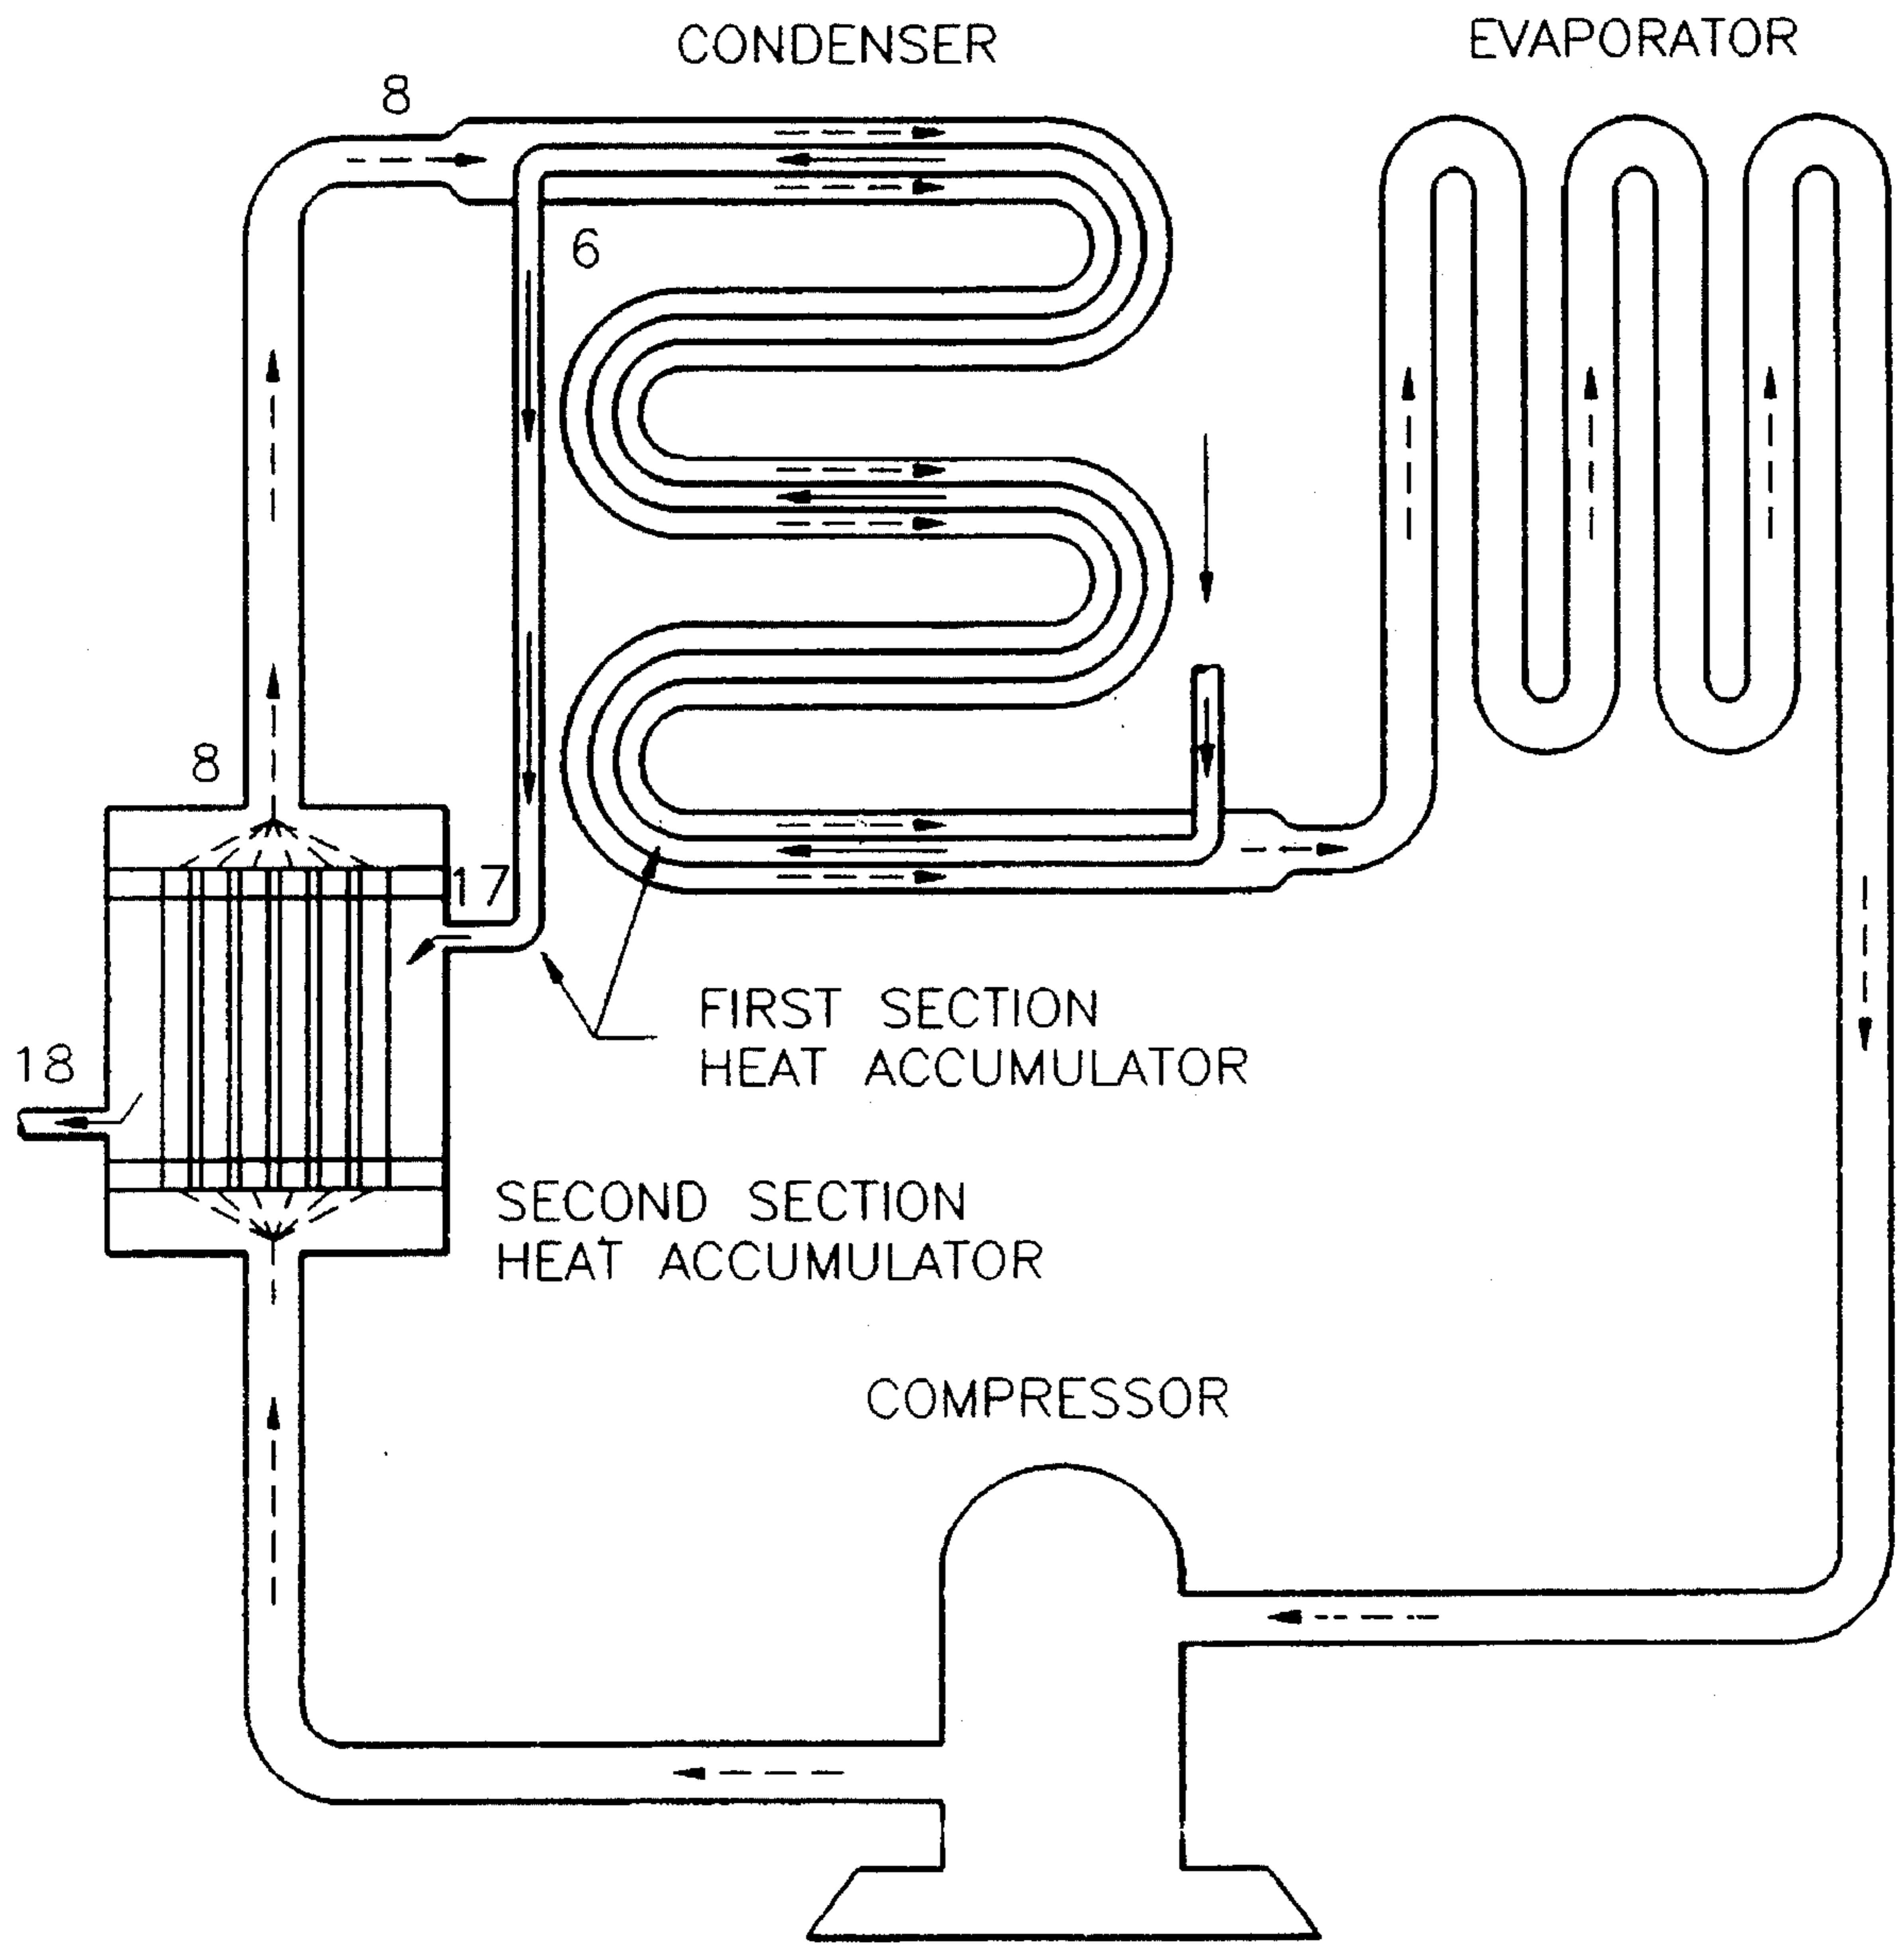 CONDENSER
EVAPORATOR
8
6
8
17
FIRST SECTION
HEAT ACCUMULATOR
18
SECOND SECTION
HEAT ACCUMULATOR
COMPRESSOR